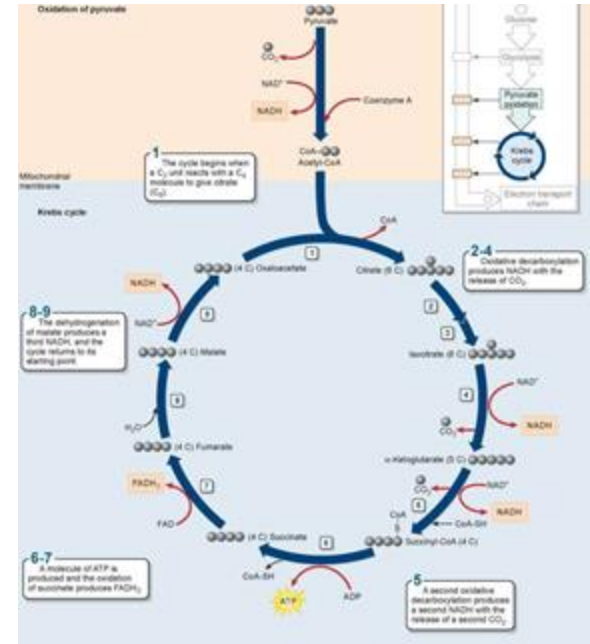 Oxidation of pyruvate
Pyruvate
CO₂
NAD⁺
NADH
Coenzyme A
CoA
Acetyl-CoA
1
The cycle begins when
a C₂ unit reacts with a C₄
molecule to give citrate
(C₆)
Glucose
Glycolysis
Pyruvate
oxidation
Krebs
cycle
Electron transport
chain
Mitochondrial
membrane
Krebs cycle
CoA
1
(4 C) Oxaloacetate
Citrate (6 C)
2-4
Oxidative decarboxylation
produces NADH with the
release of CO₂
2
3
Isocitrate (6 C)
4
NAD⁺
NADH
CO₂
α-Ketoglutarate (5 C)
NAD⁺
NADH
CO₂
5
CoA-SH
CoA
S
Succinyl-CoA (4 C)
5
A second oxidative
decarboxylation produces
a second NADH with the
release of a second CO₂
6
CoA-SH
ATP
ADP
(4 C) Succinate
6-7
A molecule of ATP is
produced and the oxidation
of succinate produces FADH₂
7
FADH₂
FAD
(4 C) Fumarate
H₂O
8
(4 C) Malate
8-9
The dehydrogenation
of malate produces a
third NADH, and the
cycle returns to its
starting point
NAD⁺
NADH
9